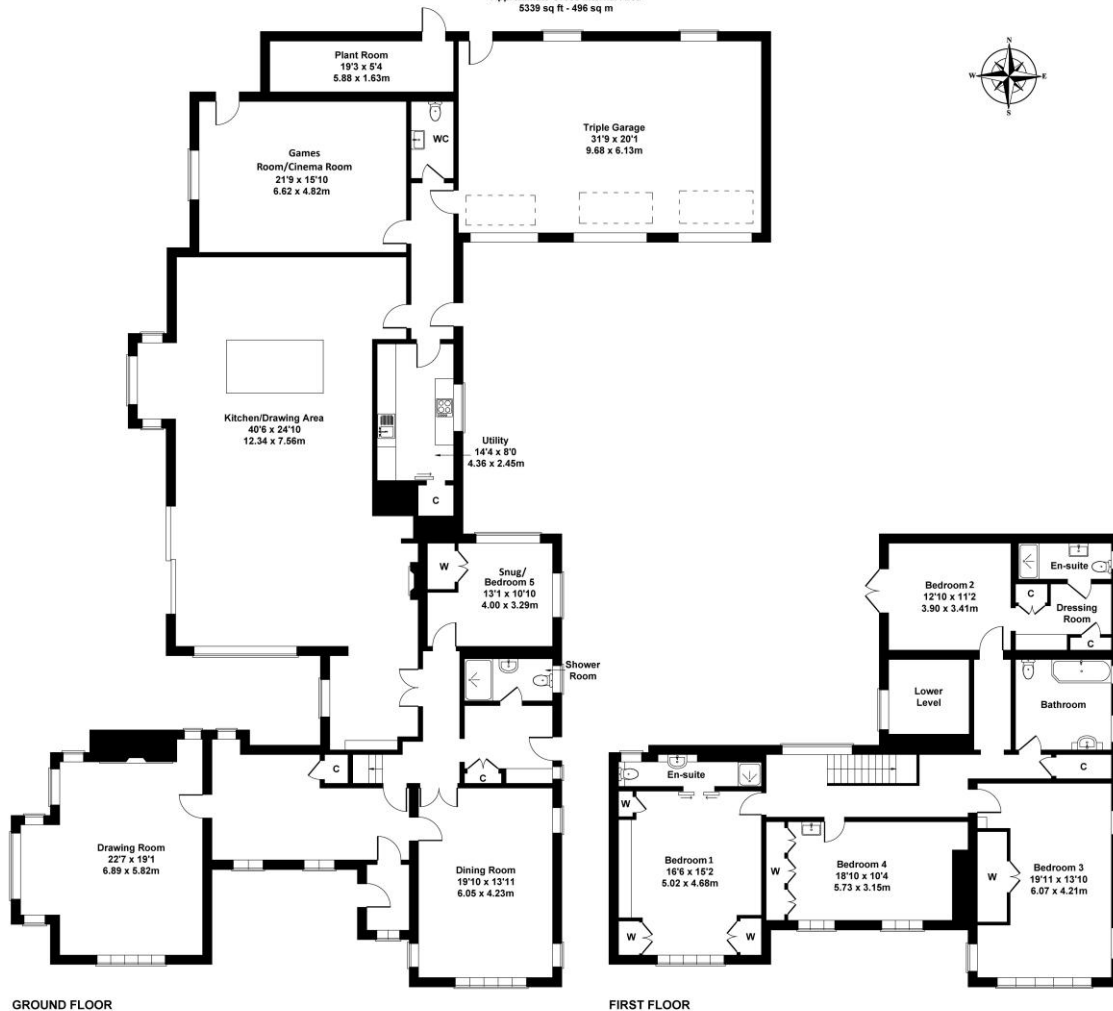 5339 sq ft - 496 sq m
Plant Room
19'3 x 5'4
5.88 x 1.63m
N
W
E
S
Triple Garage
31'9 x 20'1
9.68 x 6.13m
WC
Games
Room/Cinema Room
21'9 x 15'10
6.62 x 4.82m
Kitchen/Drawing Area
40'6 x 24'10
12.34 x 7.56m
Utility
14'4 x 8'0
4.36 x 2.45m
C
W
Snug/
Bedroom 5
13'1 x 10'10
4.00 x 3.29m
Shower
Room
C
C
Drawing Room
22'7 x 19'1
6.89 x 5.82m
Dining Room
19'10 x 13'11
6.05 x 4.23m
GROUND FLOOR
En-suite
Bedroom 2
12'10 x 11'2
3.90 x 3.41m
C
Dressing
Room
C
Lower
Level
Bathroom
C
En-suite
W
Bedroom 1
16'6 x 15'2
5.02 x 4.68m
W
W
W
Bedroom 4
18'10 x 10'4
5.73 x 3.15m
W
Bedroom 3
19'11 x 13'10
6.07 x 4.21m
FIRST FLOOR